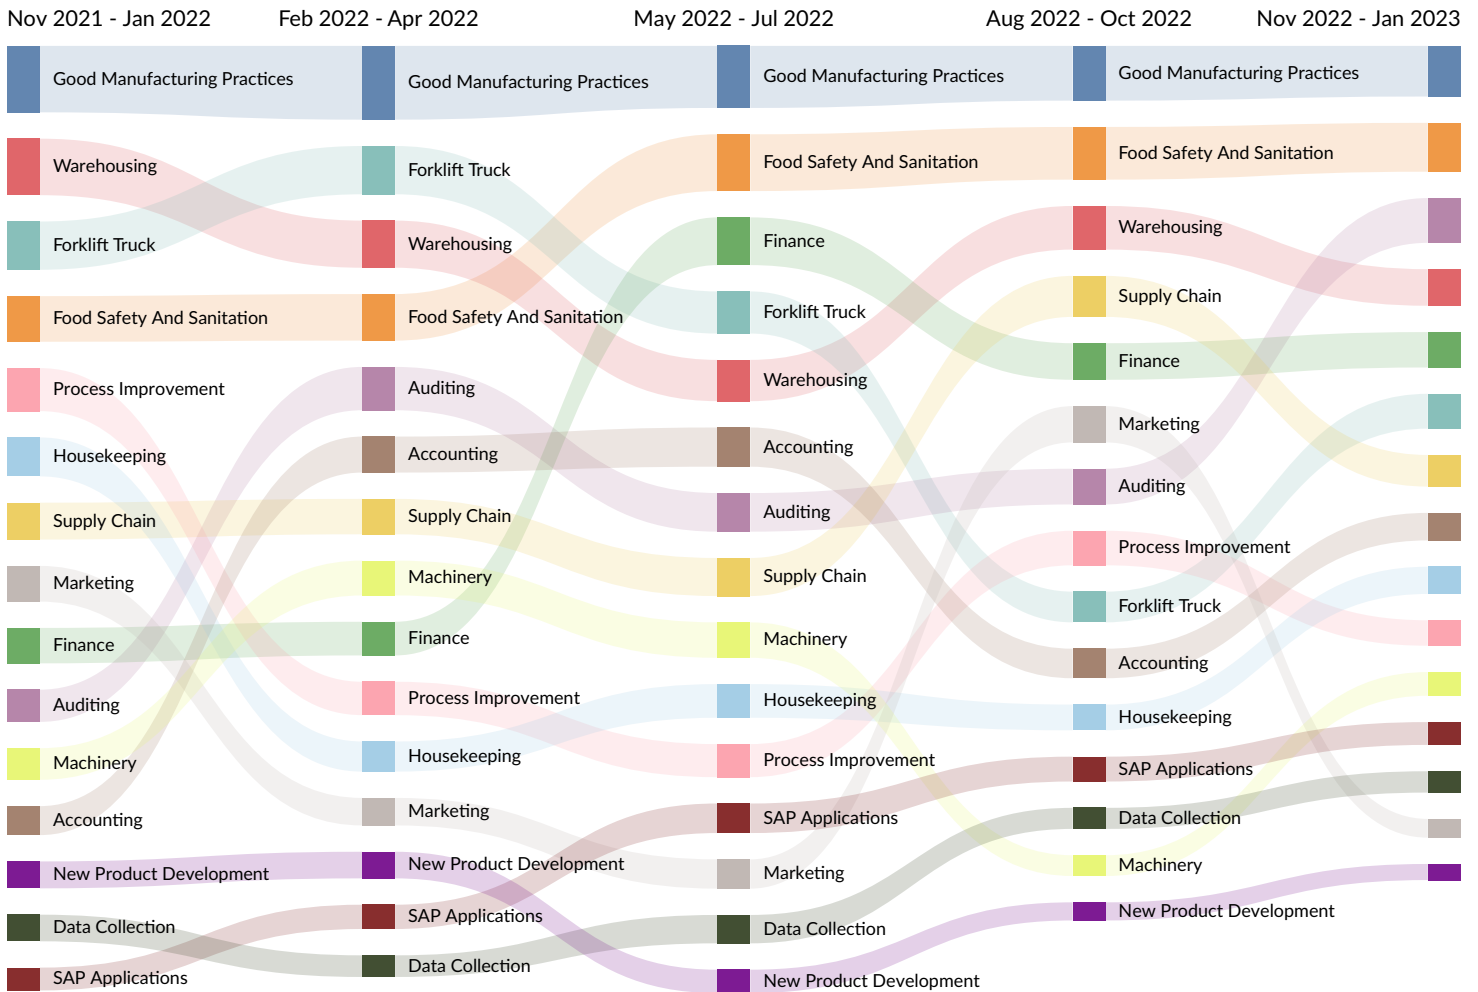 Nov 2021 - Jan 2022
Feb 2022 - Apr 2022
May 2022 - Jul 2022
Aug 2022 - Oct 2022
Nov 2022 - Jan 2023
Good Manufacturing Practices
Warehousing
Forklift Truck
Food Safety And Sanitation
Process Improvement
Housekeeping
Supply Chain
Marketing
Finance
Auditing
Machinery
Accounting
New Product Development
Data Collection
SAP Applications
Good Manufacturing Practices
Forklift Truck
Warehousing
Food Safety And Sanitation
Auditing
Accounting
Supply Chain
Machinery
Finance
Process Improvement
Housekeeping
Marketing
New Product Development
SAP Applications
Data Collection
Good Manufacturing Practices
Food Safety And Sanitation
Finance
Forklift Truck
Warehousing
Accounting
Auditing
Supply Chain
Machinery
Housekeeping
Process Improvement
SAP Applications
Marketing
Data Collection
New Product Development
Good Manufacturing Practices
Food Safety And Sanitation
Warehousing
Supply Chain
Finance
Marketing
Auditing
Process Improvement
Forklift Truck
Accounting
Housekeeping
SAP Applications
Data Collection
Machinery
New Product Development